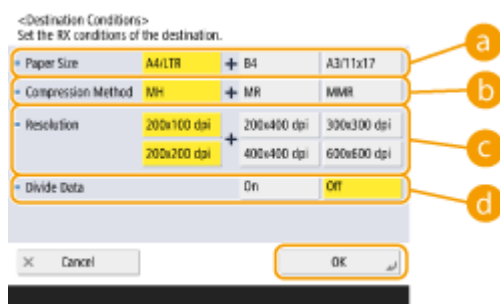 <Destination Conditions>
Set the RX conditions of the destination.
Paper Size A4/LTR + B4 A3/11x17 a
Compression Method MH + MR MMR b
Resolution 200x100 dpi 200x400 dpi 300x300 dpi
+ c
200x200 dpi 400x400 dpi 600x600 dpi
Divide Data On Off d
× Cancel OK